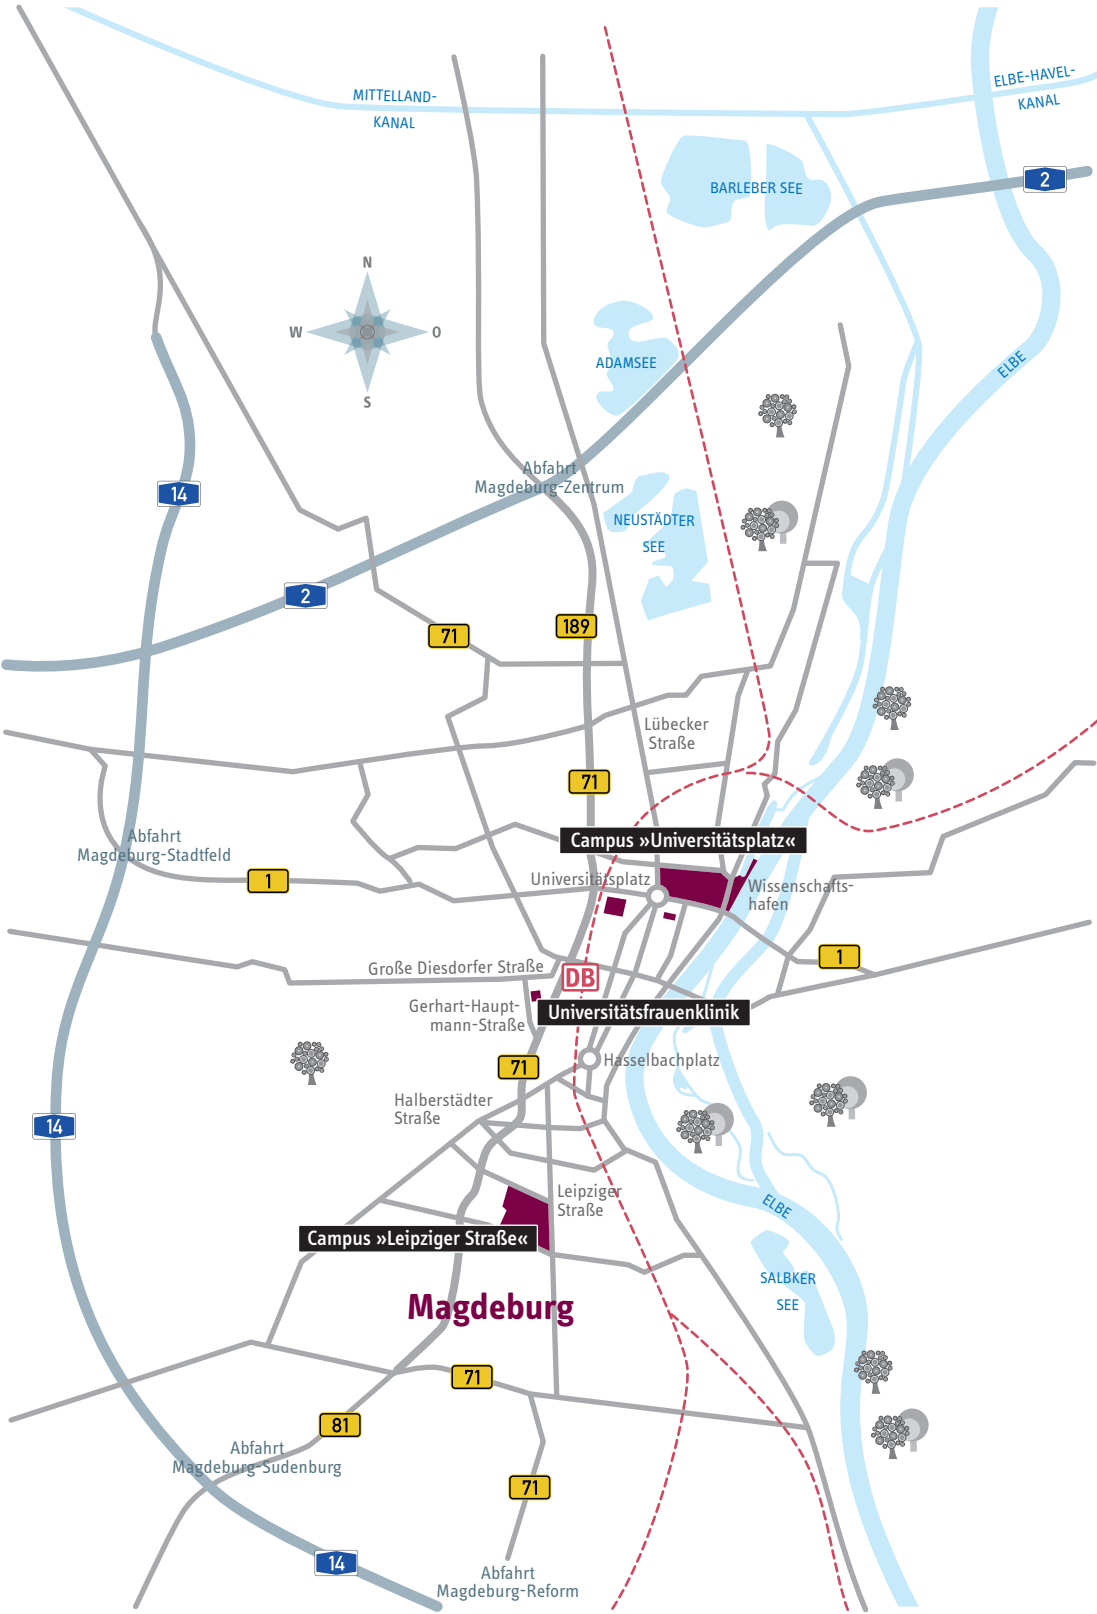 MITTELLAND-
KANAL
ELBE-HAVEL-
KANAL
2
BARLEBER SEE
N
W
O
S
ADAMSEE
ELBE
Abfahrt
Magdeburg-Zentrum
14
NEUSTÄDTER
SEE
2
71
189
Lübecker
Straße
71
Abfahrt
Magdeburg-Stadtfeld
Campus »Universitätsplatz«
1
Universitätsplatz
Wissenschafts-
hafen
1
Große Diesdorfer Straße
DB
Gerhart-Haupt-
mann-Straße
Universitätsfrauenklinik
71
Hasselbachplatz
Halberstädter
Straße
14
Leipziger
Straße
ELBE
Campus »Leipziger Straße«
SALBKER
SEE
Magdeburg
71
81
Abfahrt
Magdeburg-Sudenburg
71
14
Abfahrt
Magdeburg-Reform